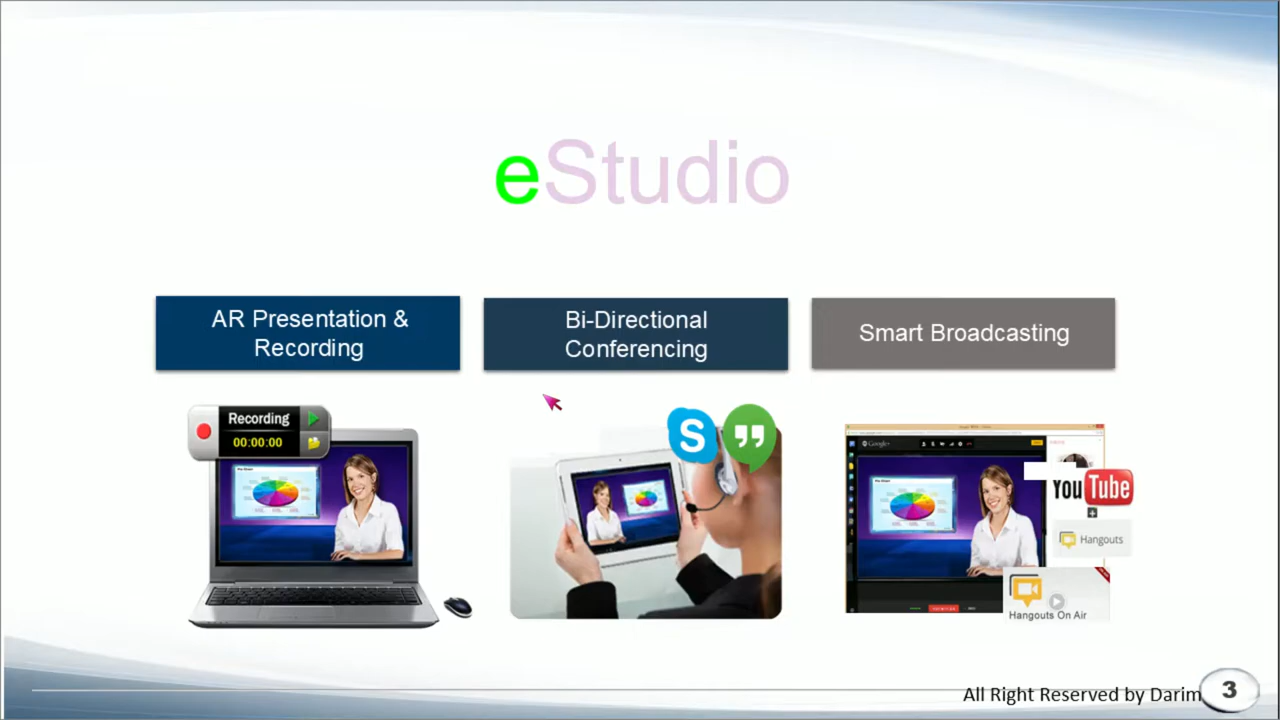 eStudio
AR Presentation &
Recording
Bi-Directional
Conferencing
Smart Broadcasting
Recording
00:00:00
S
Google+
YouTube
Hangouts
Hangouts On Air
All Right Reserved by Darim
3